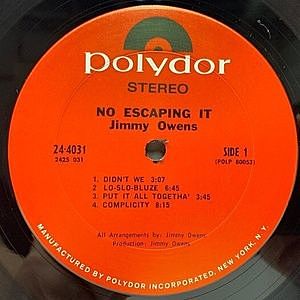 polydor
STEREO
NO ESCAPING IT
Jimmy Owens
24-4031
2425 031
SIDE 1
(POLP 80053)
1. DIDN'T WE 3:07
2. LO-SLO-BLUZE 6:45
3. PUT IT ALL TOGETHA' 3:45
4. COMPLICITY 8:15
All Arrangements by: Jimmy Owens
Production: Jimmy Owens
MANUFACTURED BY POLYDOR INCORPORATED, NEW YORK, N.Y.